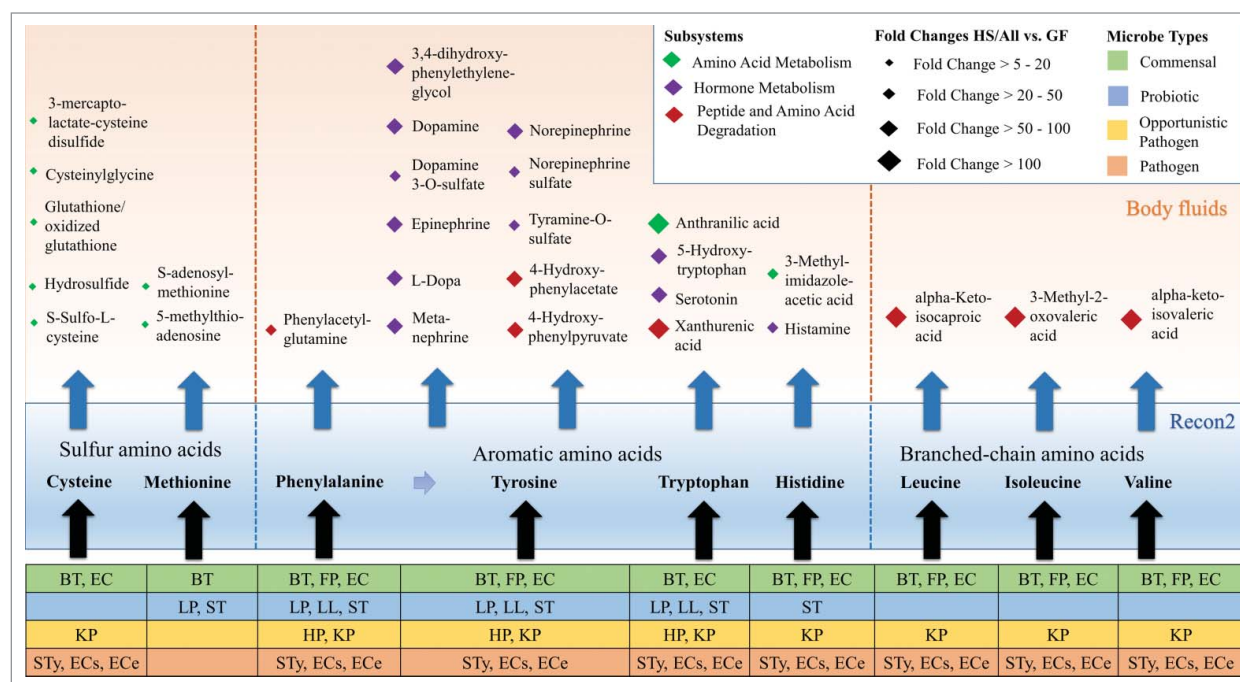 3-mercapto-
lactate-cysteine
disulfide
Cysteinylglycine
Glutathione/
oxidized
glutathione
Hydrosulfide
S-Sulfo-L-
cysteine
S-adenosyl-
methionine
5-methylthio-
adenosine
Phenylacetyl-
glutamine
3,4-dihydroxy-
phenylethylene-
glycol
Dopamine
Dopamine
3-O-sulfate
Epinephrine
L-Dopa
Meta-
nephrine
Norepinephrine
Norepinephrine
sulfate
Tyramine-O-
sulfate
4-Hydroxy-
phenylacetate
4-Hydroxy-
phenylpyruvate
Anthranilic acid
5-Hydroxy-
tryptophan
Serotonin
Xanthurenic
acid
3-Methyl-
imidazole-
acetic acid
Histamine
alpha-Keto-
isocaproic
acid
3-Methyl-2-
oxovaleric
acid
alpha-keto-
isovaleric
acid
Subsystems
Amino Acid Metabolism
Hormone Metabolism
Peptide and Amino Acid
Degradation
Fold Changes HS/All vs. GF
Fold Change > 5 - 20
Fold Change > 20 - 50
Fold Change > 50 - 100
Fold Change > 100
Microbe Types
Commensal
Probiotic
Opportunistic
Pathogen
Pathogen
Body fluids
Recon2
Sulfur amino acids
Aromatic amino acids
Branched-chain amino acids
Cysteine Methionine Phenylalanine Tyrosine Tryptophan Histidine Leucine Isoleucine Valine
BT, EC BT BT, FP, EC BT, FP, EC BT, EC BT, FP, EC BT, FP, EC BT, FP, EC BT, FP, EC
LP, ST LP, LL, ST LP, LL, ST LP, LL, ST ST
KP HP, KP HP, KP HP, KP KP KP KP KP
STy, ECs, ECe STy, ECs, ECe STy, ECs, ECe STy, ECs, ECe STy, ECs, ECe STy, ECs, ECe STy, ECs, ECe STy, ECs, ECe